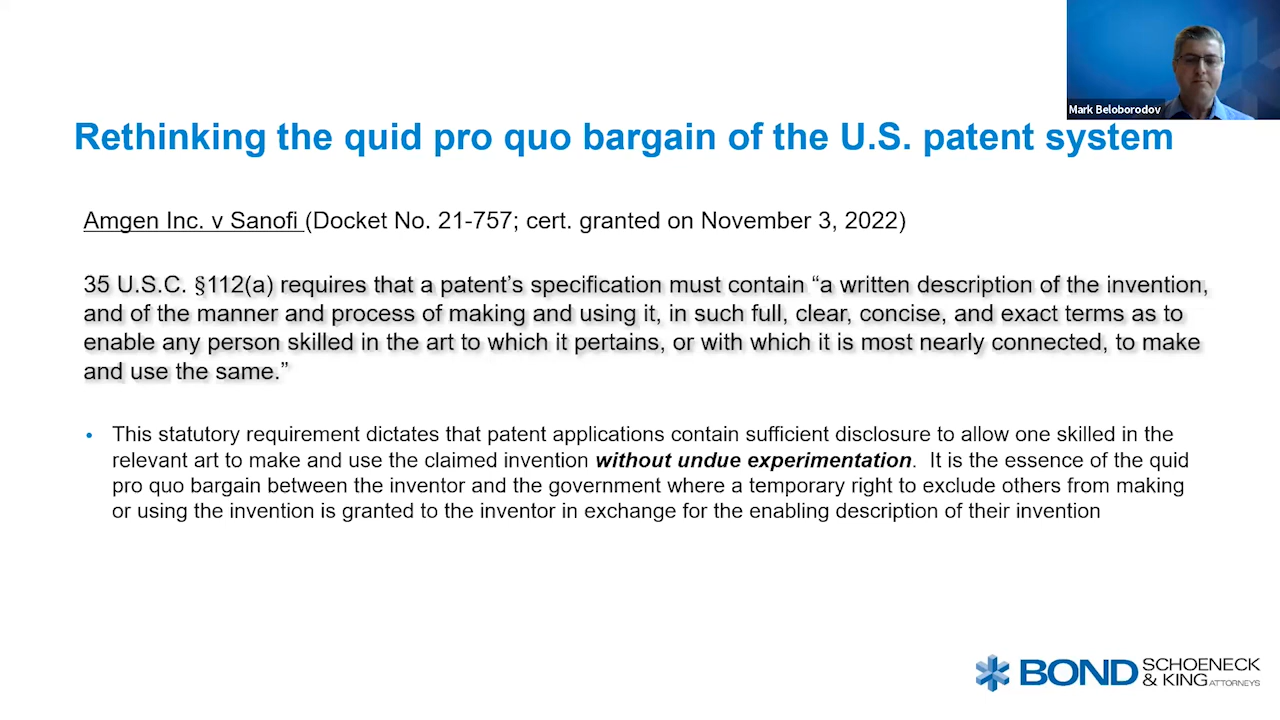 Mark Beloborodov
Rethinking the quid pro quo bargain of the U.S. patent system
Amgen Inc. v Sanofi (Docket No. 21-757; cert. granted on November 3, 2022)
35 U.S.C. §112(a) requires that a patent’s specification must contain “a written description of the invention,
and of the manner and process of making and using it, in such full, clear, concise, and exact terms as to
enable any person skilled in the art to which it pertains, or with which it is most nearly connected, to make
and use the same.”
• This statutory requirement dictates that patent applications contain sufficient disclosure to allow one skilled in the
relevant art to make and use the claimed invention without undue experimentation. It is the essence of the quid
pro quo bargain between the inventor and the government where a temporary right to exclude others from making
or using the invention is granted to the inventor in exchange for the enabling description of their invention
BOND SCHOENECK
& KING ATTORNEYS